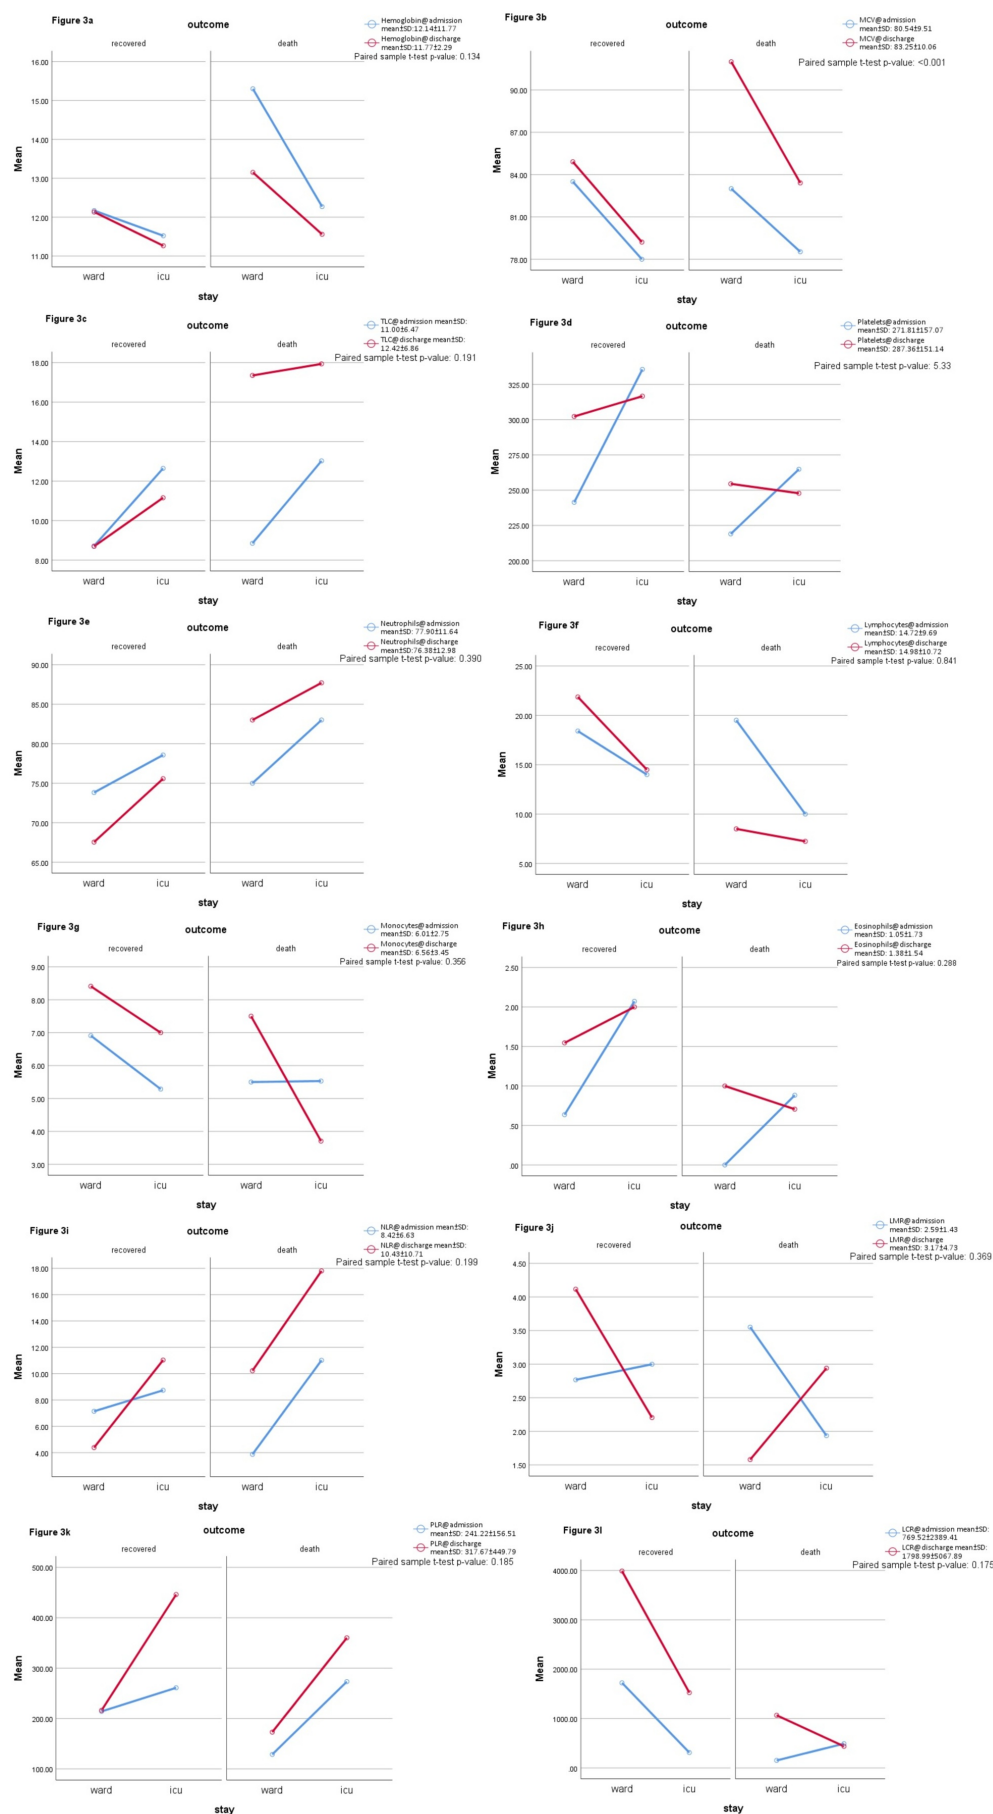 Figure 3a
outcome
Hemoglobin@admission
mean±SD:12.14±11.77
Hemoglobin@discharge
mean±SD:11.77±2.29
Paired sample t-test p-value: 0.134
recovered
death
16.00
15.00
14.00
13.00
12.00
11.00
Mean
ward
icu
ward
icu
stay
Figure 3b
outcome
MCV@admission
mean±SD: 80.54±9.51
MCV@discharge
mean±SD: 83.25±10.06
Paired sample t-test p-value: <0.001
recovered
death
90.00
87.00
84.00
81.00
78.00
Mean
ward
icu
ward
icu
stay
Figure 3c
outcome
TLC@admission mean±SD:
11.00±6.47
TLC@discharge mean±SD:
12.42±6.86
Paired sample t-test p-value: 0.191
recovered
death
18.00
16.00
14.00
12.00
10.00
8.00
Mean
ward
icu
ward
icu
stay
Figure 3d
outcome
Platelets@admission
mean±SD: 271.81±157.07
Platelets@discharge
mean±SD: 287.36±151.14
Paired sample t-test p-value: 5.33
recovered
death
325.00
300.00
275.00
250.00
225.00
200.00
Mean
ward
icu
ward
icu
stay
Figure 3e
outcome
Neutrophils@admission
mean±SD: 77.90±11.64
Neutrophils@discharge
mean±SD:76.38±12.98
Paired sample t-test p-value: 0.390
recovered
death
90.00
85.00
80.00
75.00
70.00
65.00
Mean
ward
icu
ward
icu
stay
Figure 3f
outcome
Lymphocytes@admission
mean±SD: 14.72±9.69
Lymphocytes@discharge
mean±SD: 14.98±10.72
Paired sample t-test p-value: 0.841
recovered
death
25.00
20.00
15.00
10.00
5.00
Mean
ward
icu
ward
icu
stay
Figure 3g
outcome
Monocytes@admission
mean±SD: 6.01±2.75
Monocytes@discharge
mean±SD: 6.56±3.45
Paired sample t-test p-value: 0.356
recovered
death
9.00
8.00
7.00
6.00
5.00
4.00
3.00
Mean
ward
icu
ward
icu
stay
Figure 3h
outcome
Eosinophils@admission
mean±SD: 1.05±1.73
Eosinophils@discharge
mean±SD: 1.38±1.54
Paired sample t-test p-value: 0.288
recovered
death
2.50
2.00
1.50
1.00
.50
.00
Mean
ward
icu
ward
icu
stay
Figure 3i
outcome
NLR@admission mean±SD:
8.42±6.63
NLR@discharge mean±SD:
10.43±10.71
Paired sample t-test p-value: 0.199
recovered
death
18.00
16.00
14.00
12.00
10.00
8.00
6.00
4.00
Mean
ward
icu
ward
icu
stay
Figure 3j
outcome
LMR@admission
mean±SD: 2.59±1.43
LMR@discharge
mean±SD: 3.17±4.73
Paired sample t-test p-value: 0.369
recovered
death
4.50
4.00
3.50
3.00
2.50
2.00
1.50
Mean
ward
icu
ward
icu
stay
Figure 3k
outcome
PLR@admission
mean±SD: 241.22±156.51
PLR@discharge
mean±SD: 317.67±449.79
Paired sample t-test p-value: 0.185
recovered
death
500.00
400.00
300.00
200.00
100.00
Mean
ward
icu
ward
icu
stay
Figure 3l
outcome
LCR@admission mean±SD:
769.52±2389.41
LCR@discharge mean±SD:
1798.99±5067.89
Paired sample t-test p-value: 0.175
recovered
death
4000.00
3000.00
2000.00
1000.00
.00
Mean
ward
icu
ward
icu
stay